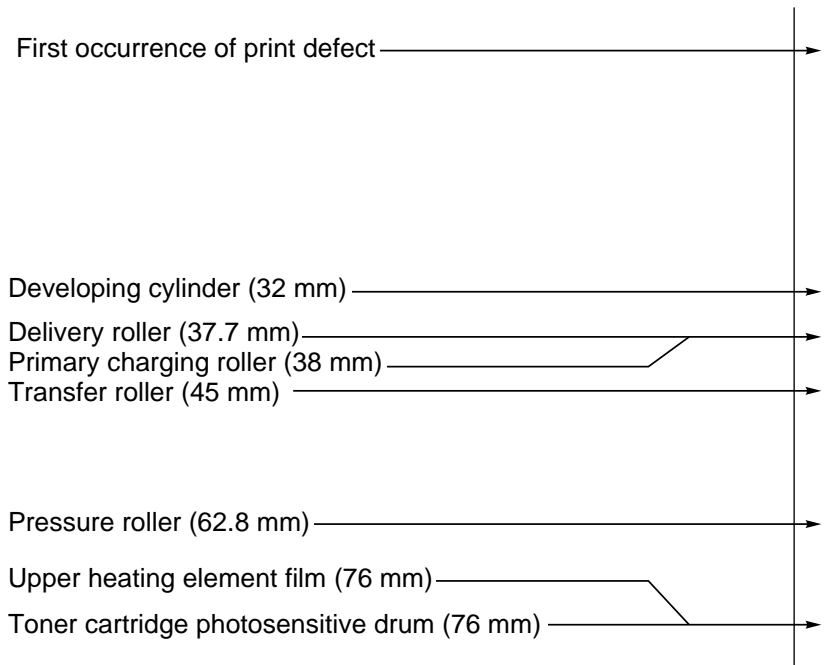 First occurrence of print defect
Developing cylinder (32 mm)
Delivery roller (37.7 mm)
Primary charging roller (38 mm)
Transfer roller (45 mm)
Pressure roller (62.8 mm)
Upper heating element film (76 mm)
Toner cartridge photosensitive drum (76 mm)